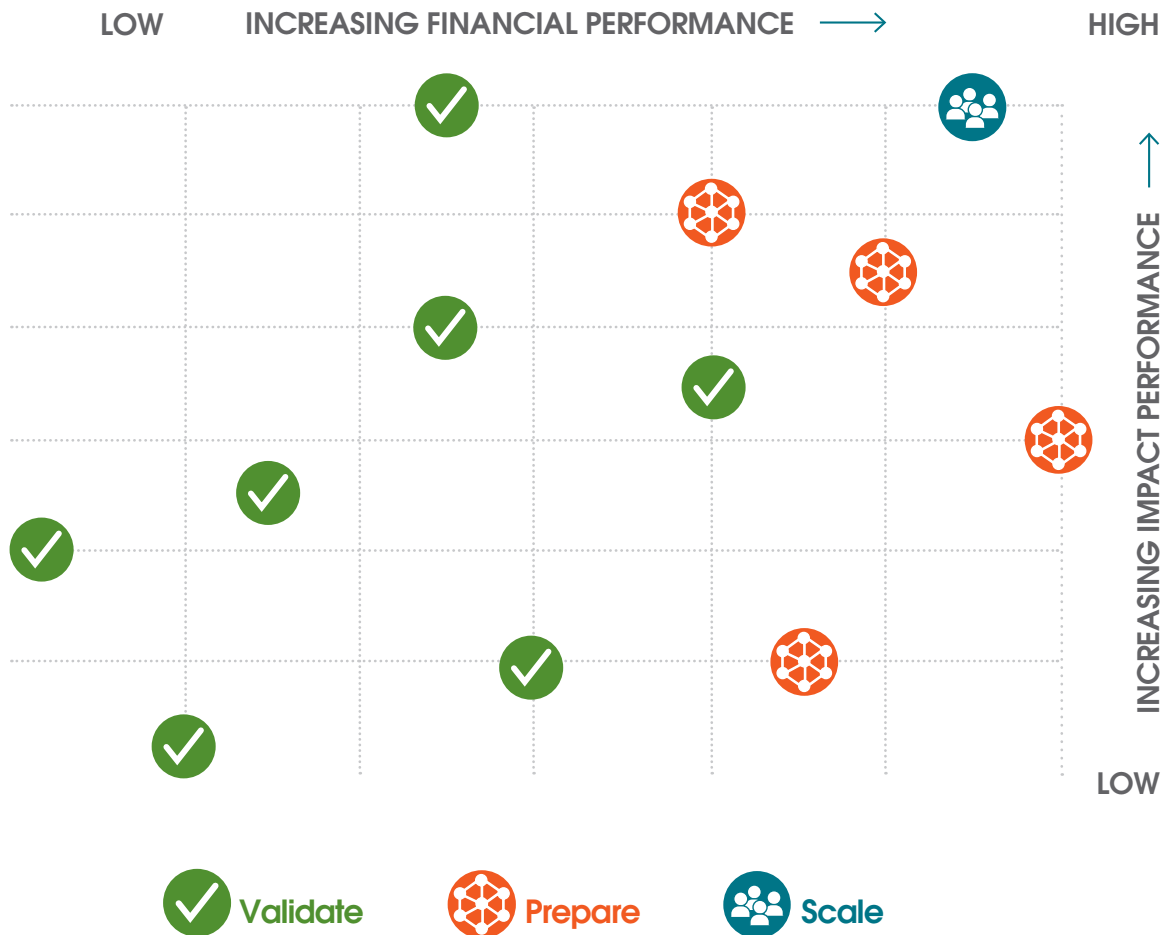 LOW INCREASING FINANCIAL PERFORMANCE HIGH
INCREASING IMPACT PERFORMANCE
LOW
Validate Prepare Scale